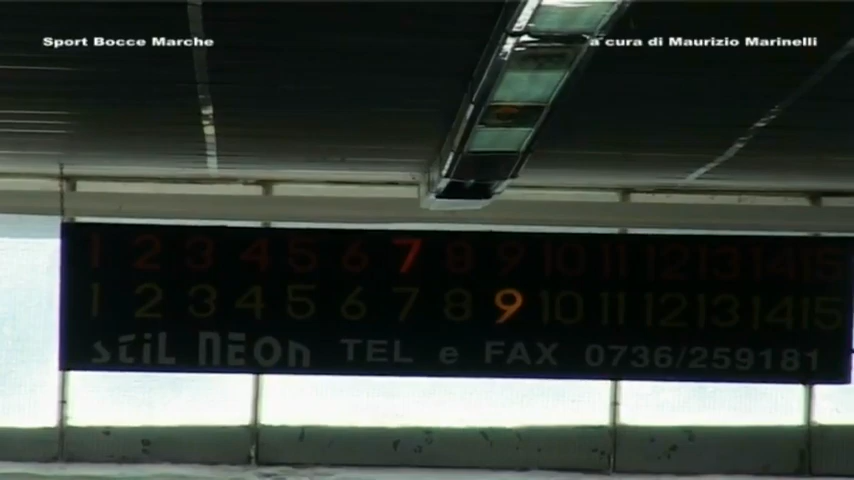 Sport Bocce Marche
a cura di Maurizio Marinelli
1 2 3 4 5 6 7 8 9 10 11 12 13 14 15
1 2 3 4 5 6 7 8 9 10 11 12 13 14 15
STIL NEON TEL e FAX 0736/259181